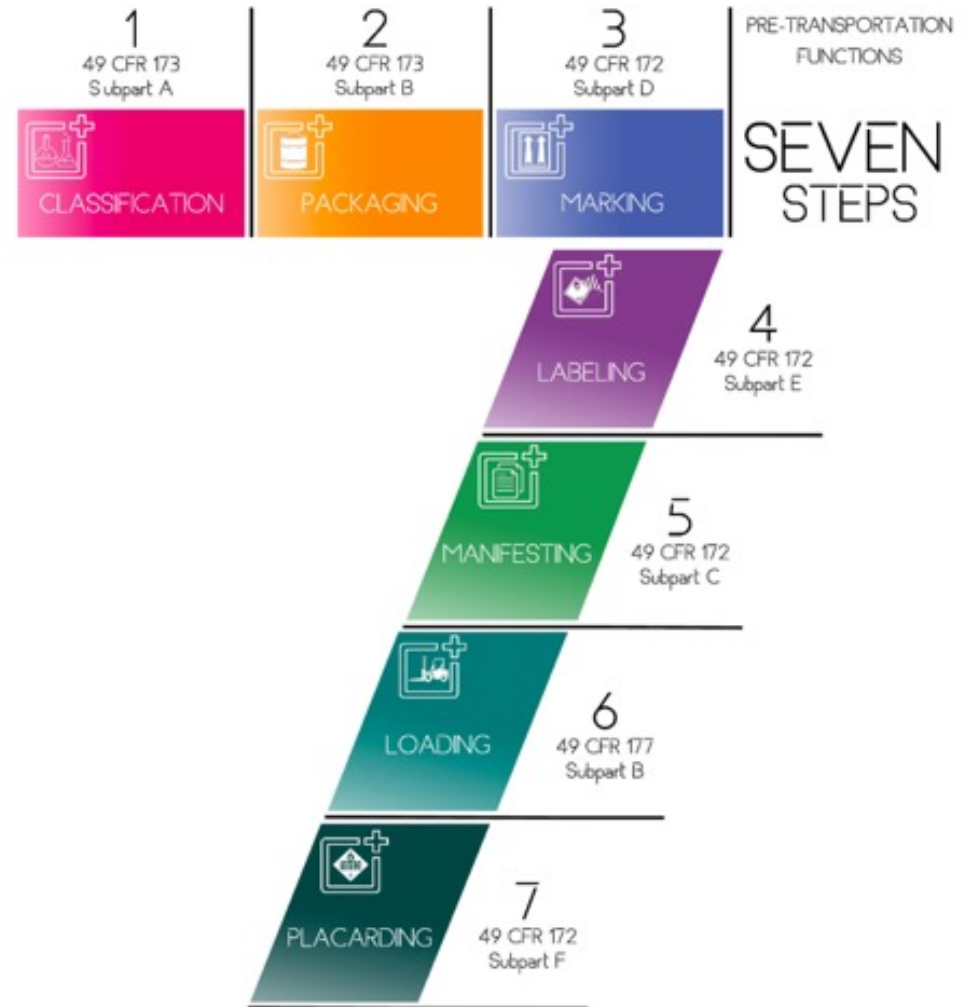 1
49 CFR 173
Subpart A
CLASSIFICATION
2
49 CFR 173
Subpart B
PACKAGING
3
49 CFR 172
Subpart D
MARKING
PRE-TRANSPORTATION
FUNCTIONS
SEVEN
STEPS
LABELING
4
49 CFR 172
Subpart E
MANIFESTING
5
49 CFR 172
Subpart C
LOADING
6
49 CFR 177
Subpart B
PLACARDING
7
49 CFR 172
Subpart F